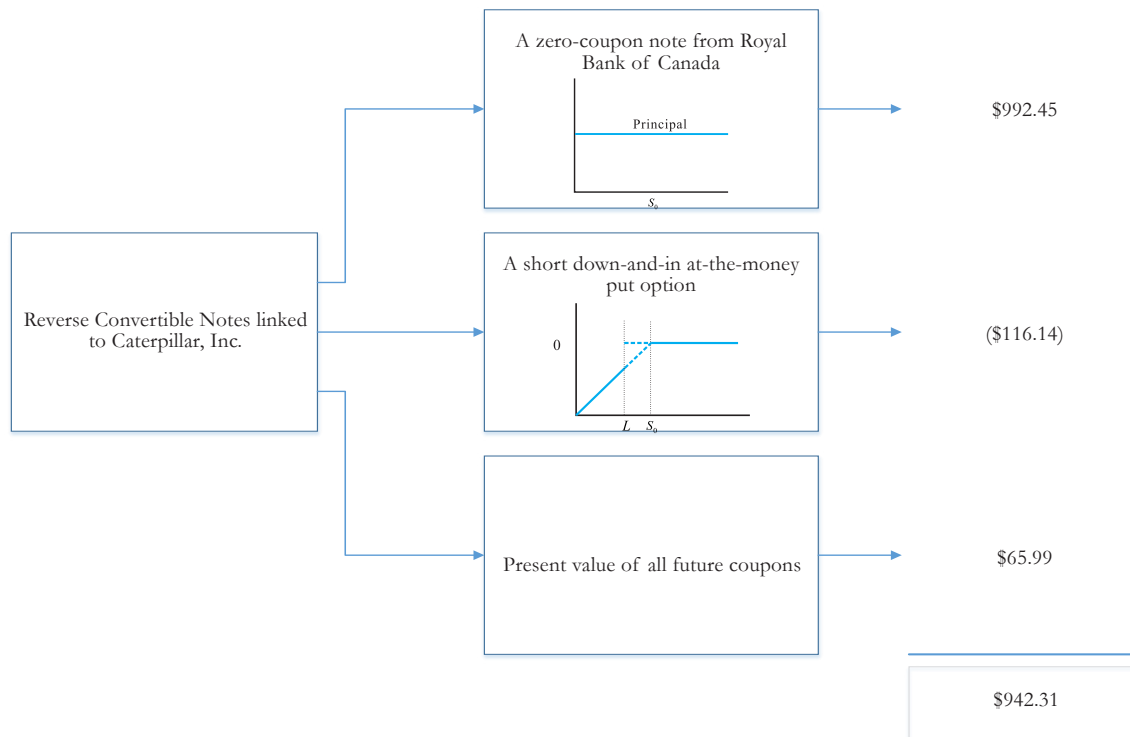 A zero-coupon note from Royal
Bank of Canada
Principal
S₀
$992.45
Reverse Convertible Notes linked
to Caterpillar, Inc.
A short down-and-in at-the-money
put option
0
L S₀
($116.14)
Present value of all future coupons
$65.99
$942.31